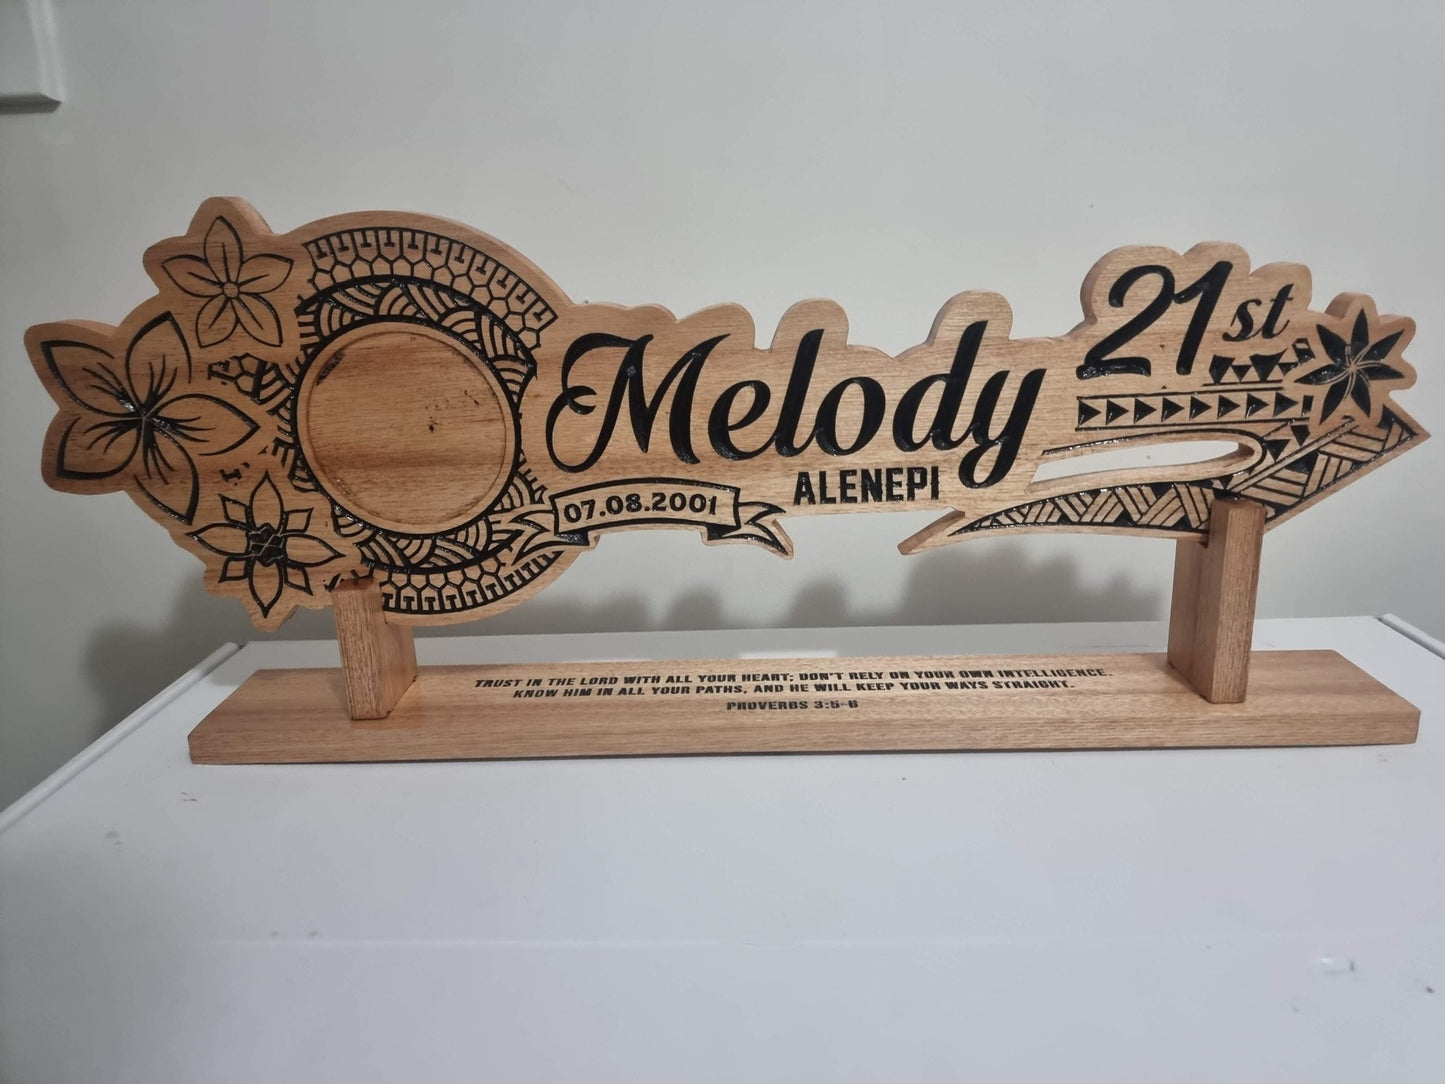 Melody
21st
ALENEPI
07.08.2001
TRUST IN THE LORD WITH ALL YOUR HEART; DON'T RELY ON YOUR OWN INTELLIGENCE.
KNOW HIM IN ALL YOUR PATHS, AND HE WILL KEEP YOUR WAYS STRAIGHT.
PROVERBS 3:5-6